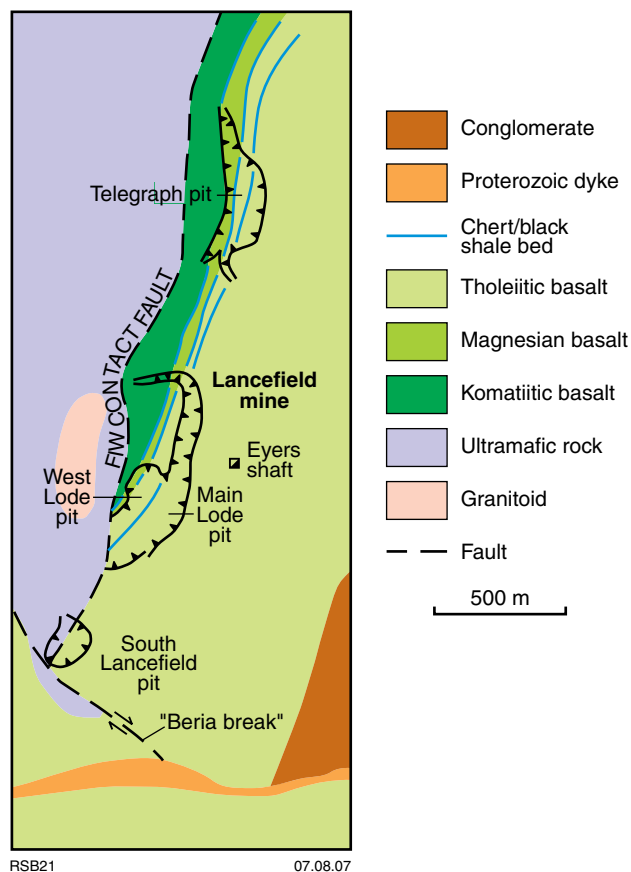 Telegraph pit
F/W CONTACT FAULT
Lancefield
mine
Eyers
shaft
West
Lode
pit
Main
Lode
pit
South
Lancefield
pit
"Beria break"
Conglomerate
Proterozoic dyke
Chert/black
shale bed
Tholeiitic basalt
Magnesian basalt
Komatiitic basalt
Ultramafic rock
Granitoid
Fault
500 m
RSB21
07.08.07